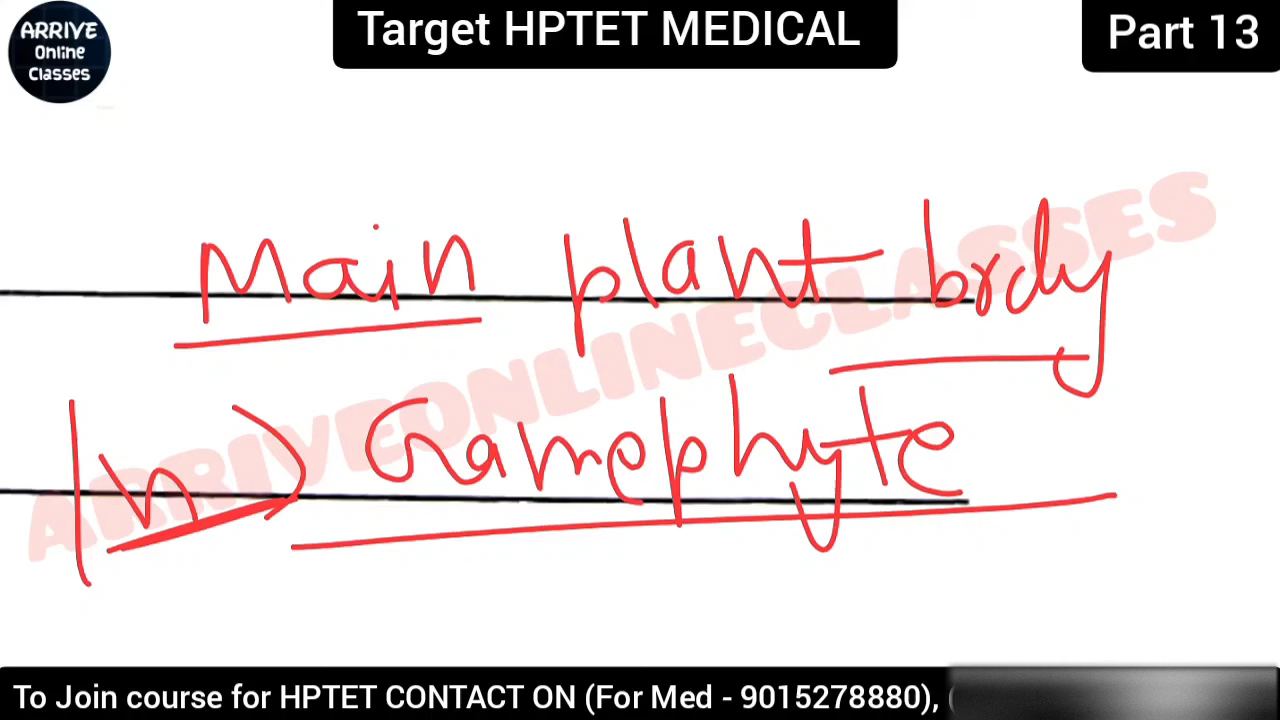 ARRIVE
Online
Classes
Target HPTET MEDICAL
Part 13
Main plant body
(n) Gamephyte
ARRIVEONLINECLASSES
To Join course for HPTET CONTACT ON (For Med - 9015278880), (